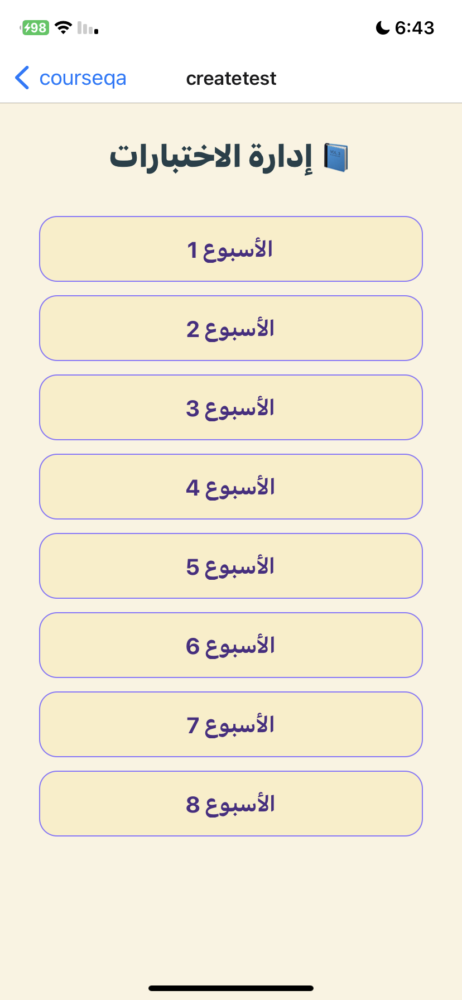 98 6:43
courseqa createtest
📘 إدارة الاختبارات
الأسبوع 1
الأسبوع 2
الأسبوع 3
الأسبوع 4
الأسبوع 5
الأسبوع 6
الأسبوع 7
الأسبوع 8